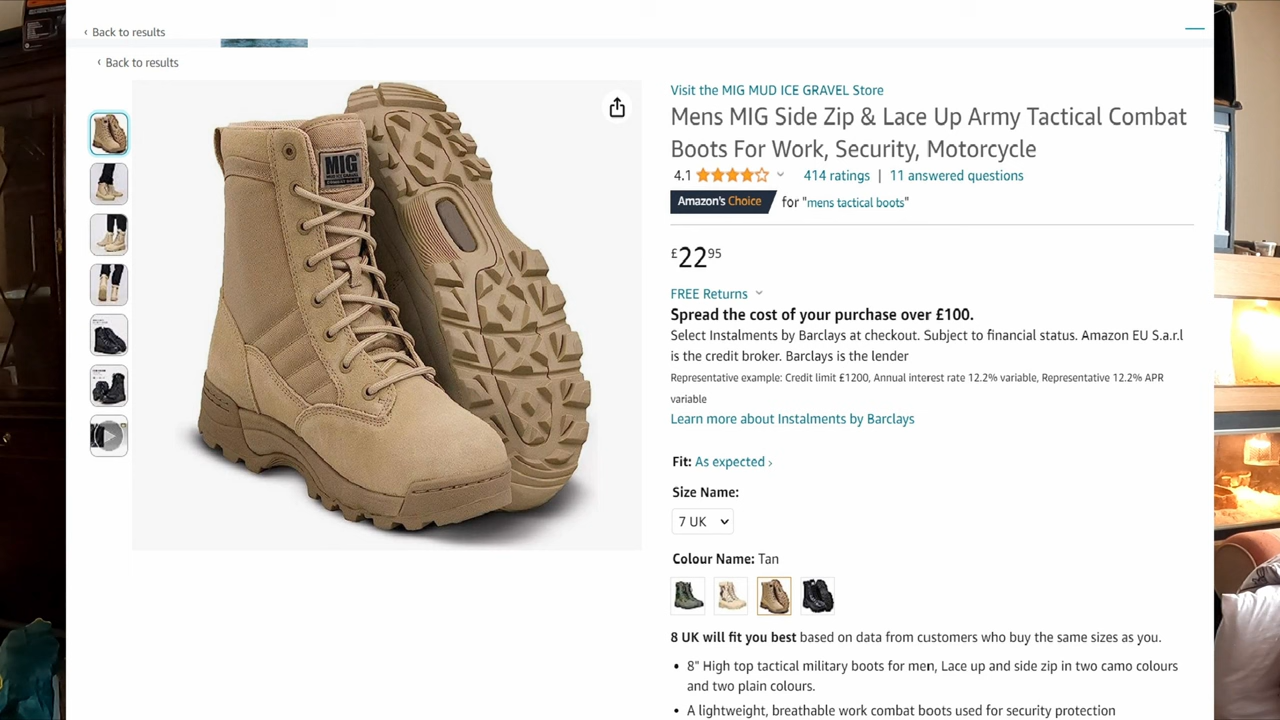 ‹ Back to results
‹ Back to results
MIG
Visit the MIG MUD ICE GRAVEL Store
Mens MIG Side Zip & Lace Up Army Tactical Combat
Boots For Work, Security, Motorcycle
4.1 414 ratings | 11 answered questions
Amazon's Choice for "mens tactical boots"
£22 95
FREE Returns
Spread the cost of your purchase over £100.
Select Instalments by Barclays at checkout. Subject to financial status. Amazon EU S.a.r.l
is the credit broker. Barclays is the lender
Representative example: Credit limit £1200, Annual interest rate 12.2% variable, Representative 12.2% APR
variable
Learn more about Instalments by Barclays
Fit: As expected ›
Size Name:
7 UK
Colour Name: Tan
8 UK will fit you best based on data from customers who buy the same sizes as you.
• 8" High top tactical military boots for men, Lace up and side zip in two camo colours
and two plain colours.
• A lightweight, breathable work combat boots used for security protection